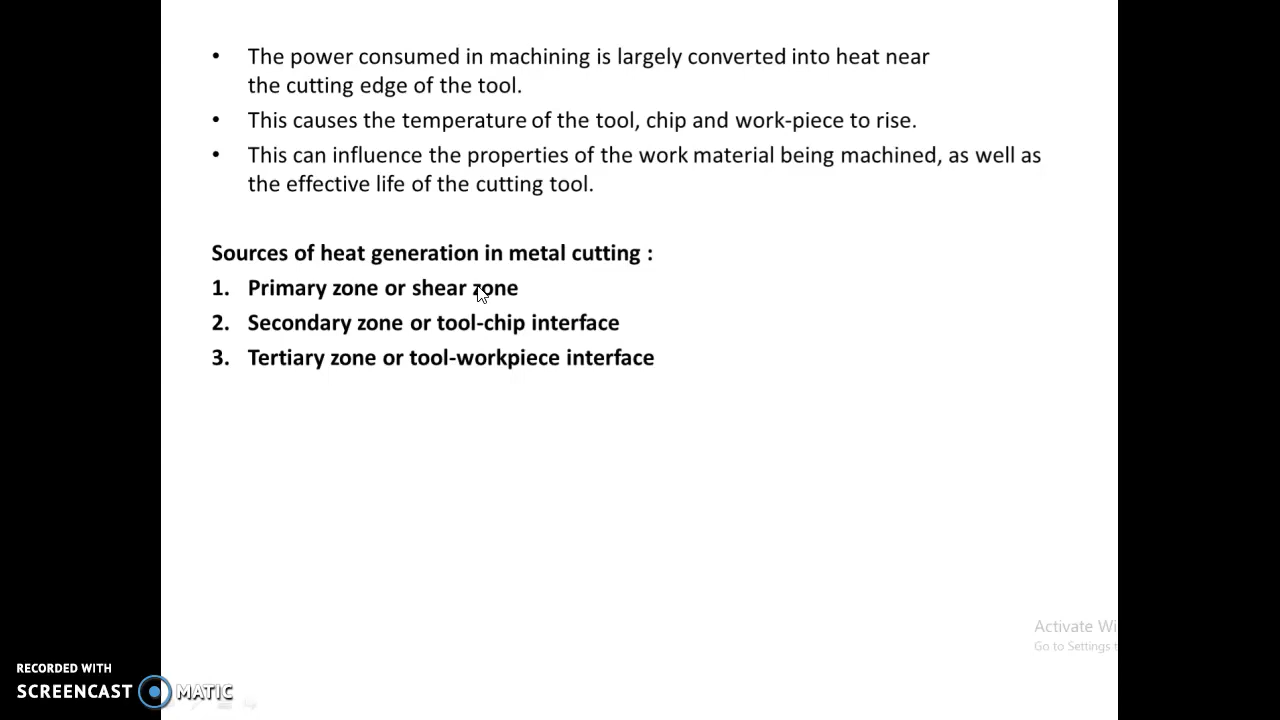 • The power consumed in machining is largely converted into heat near
the cutting edge of the tool.
• This causes the temperature of the tool, chip and work-piece to rise.
• This can influence the properties of the work material being machined, as well as
the effective life of the cutting tool.
Sources of heat generation in metal cutting :
1. Primary zone or shear zone
2. Secondary zone or tool-chip interface
3. Tertiary zone or tool-workpiece interface
Activate Wi
Go to Settings t
RECORDED WITH
SCREENCAST MATIC